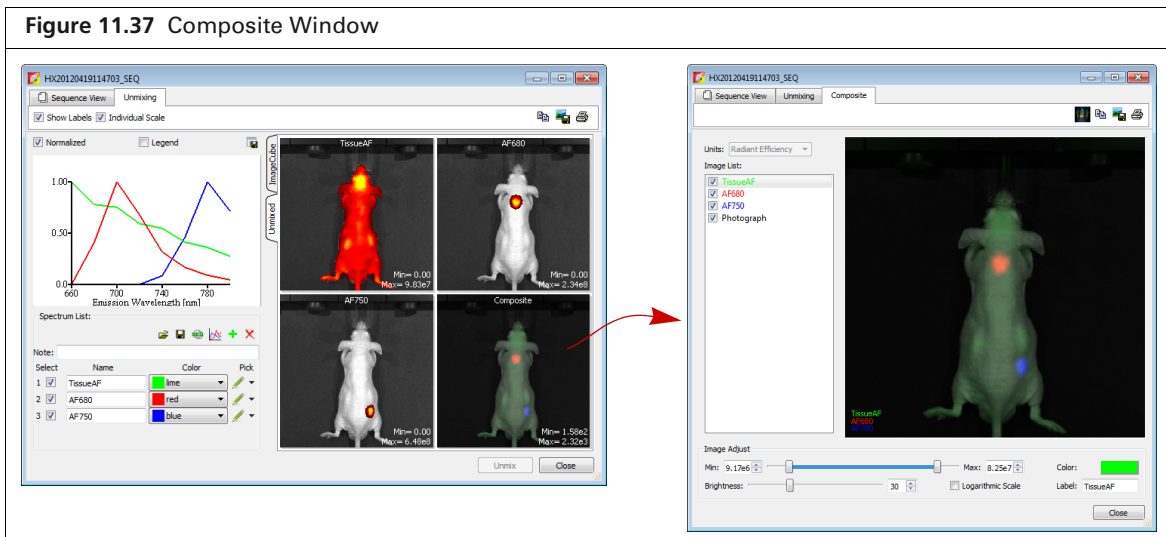 Figure 11.37 Composite Window
HX20120419114703_SEQ
Sequence View Unmixing
Show Labels Individual Scale
Normalized Legend
1.00
0.50
0.0
660 700 740 780
Emission Wavelength [nm]
Spectrum List:
Note:
Select Name Color Pick
1 TissueAF lime
2 AF680 red
3 AF750 blue
ImageCube
Unmixed
TissueAF
Min= 0.00
Max= 9.83e7
AF680
Min= 0.00
Max= 2.34e8
AF750
Min= 0.00
Max= 6.48e8
Composite
Min= 1.58e2
Max= 2.32e3
Unmix Close
HX20120419114703_SEQ
Sequence View Unmixing Composite
Units: Radiant Efficiency
Image List:
TissueAF
AF680
AF750
Photograph
TissueAF
AF680
AF750
Image Adjust
Min: 9.17e6 Max: 8.25e7 Color:
Brightness: 30 Logarithmic Scale Label: TissueAF
Close